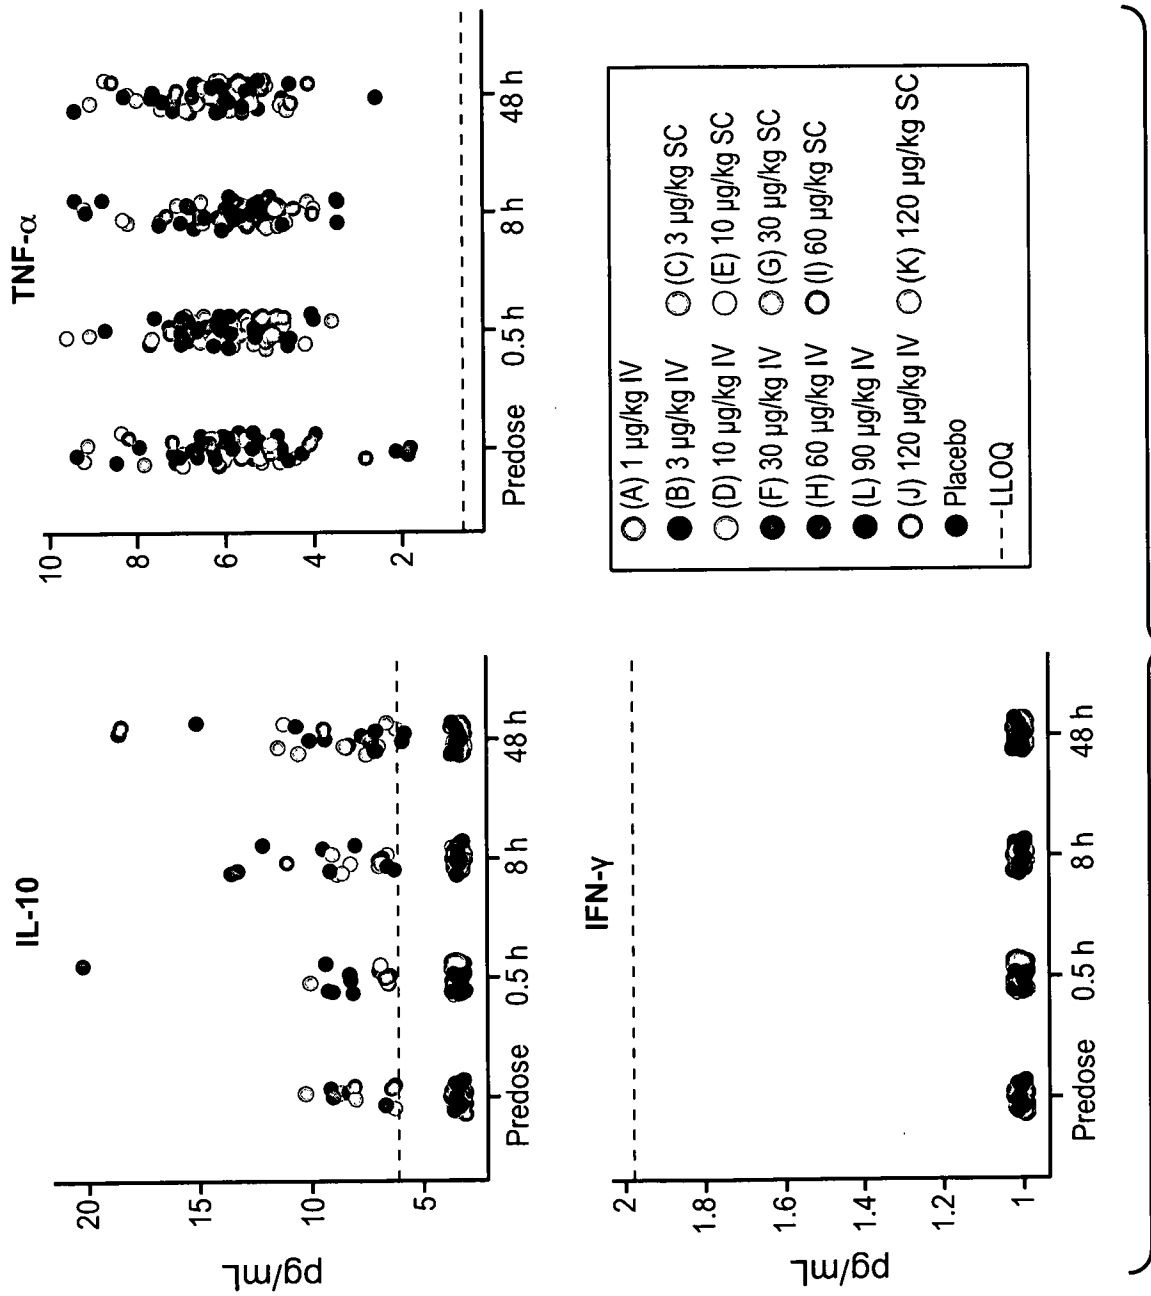 IL-10
pg/mL
20
15
10
5
Predose
0.5 h
8 h
48 h
TNF-α
10
8
6
4
2
Predose
0.5 h
8 h
48 h
IFN-γ
pg/mL
2
1.8
1.6
1.4
1.2
1
Predose
0.5 h
8 h
48 h
(A) 1 µg/kg IV
(B) 3 µg/kg IV (C) 3 µg/kg SC
(D) 10 µg/kg IV (E) 10 µg/kg SC
(F) 30 µg/kg IV (G) 30 µg/kg SC
(H) 60 µg/kg IV (I) 60 µg/kg SC
(L) 90 µg/kg IV
(J) 120 µg/kg IV (K) 120 µg/kg SC
Placebo
LLOQ